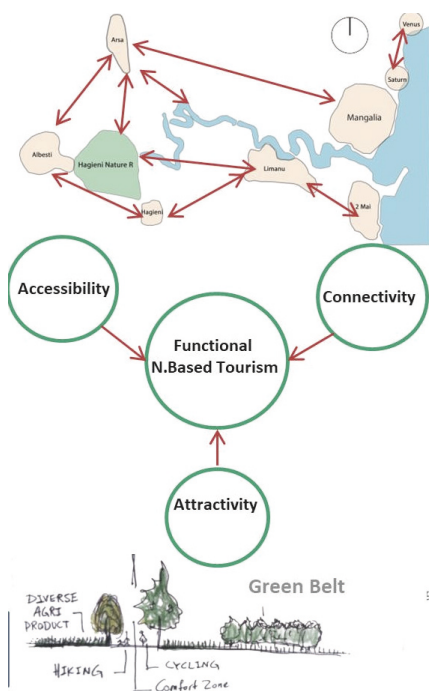 Venus
Arsa
Saturn
Mangalia
Albesti
Hagieni Nature R
Limanu
Hagieni
2 Mai
Accessibility
Connectivity
Functional
N.Based Tourism
Attractivity
Green Belt
DIVERSE
AGRI
PRODUCT
HIKING
CYCLING
Comfort Zone